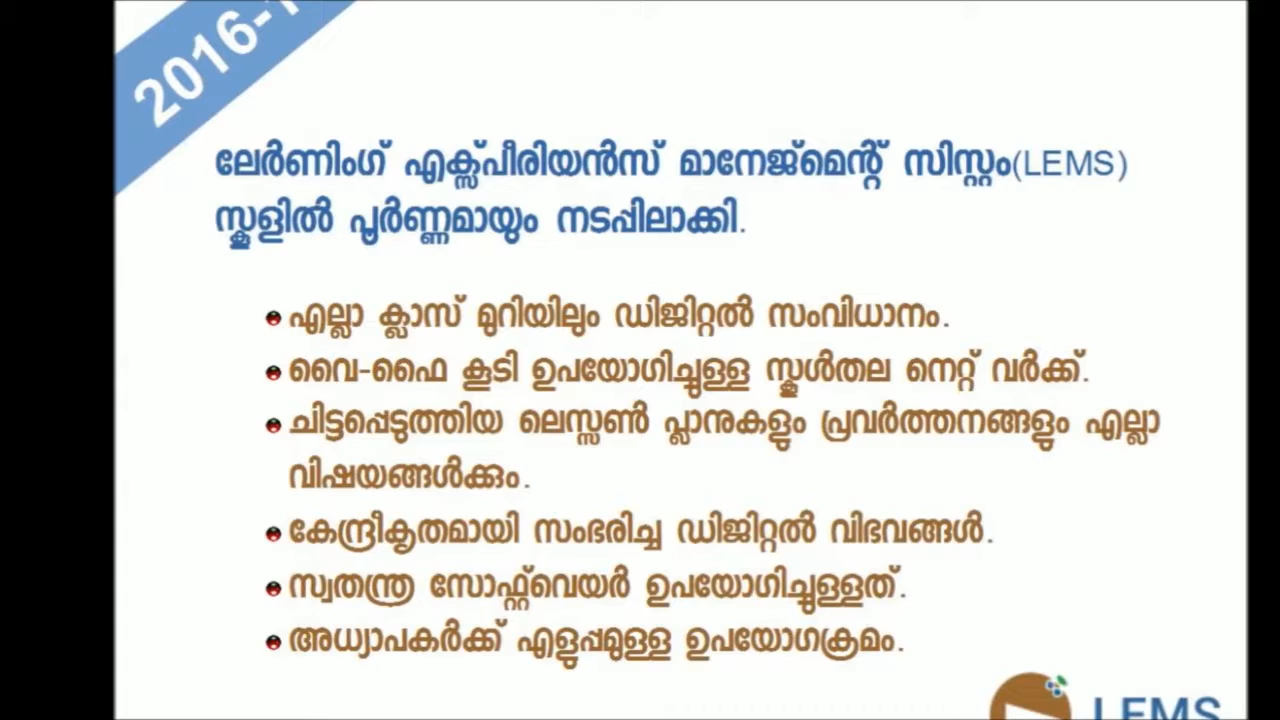 2016-1
ലേർണിംഗ് എക്സ്പീരിയൻസ് മാനേജ്മെന്റ് സിസ്റ്റം(LEMS)
സ്കൂളിൽ പൂർണ്ണമായും നടപ്പിലാക്കി.
എല്ലാ ക്ലാസ് മുറിയിലും ഡിജിറ്റൽ സംവിധാനം.
വൈ-ഫൈ കൂടി ഉപയോഗിച്ചുള്ള സ്കൂൾതല നെറ്റ് വർക്ക്.
ചിട്ടപ്പെടുത്തിയ ലെസ്സൺ പ്ലാനുകളും പ്രവർത്തനങ്ങളും എല്ലാ
വിഷയങ്ങൾക്കും.
കേന്ദ്രീകൃതമായി സംഭരിച്ച ഡിജിറ്റൽ വിഭവങ്ങൾ.
സ്വതന്ത്ര സോഫ്റ്റ്‌വെയർ ഉപയോഗിച്ചുള്ളത്.
അധ്യാപകർക്ക് എളുപ്പമുള്ള ഉപയോഗക്രമം.
LEMS